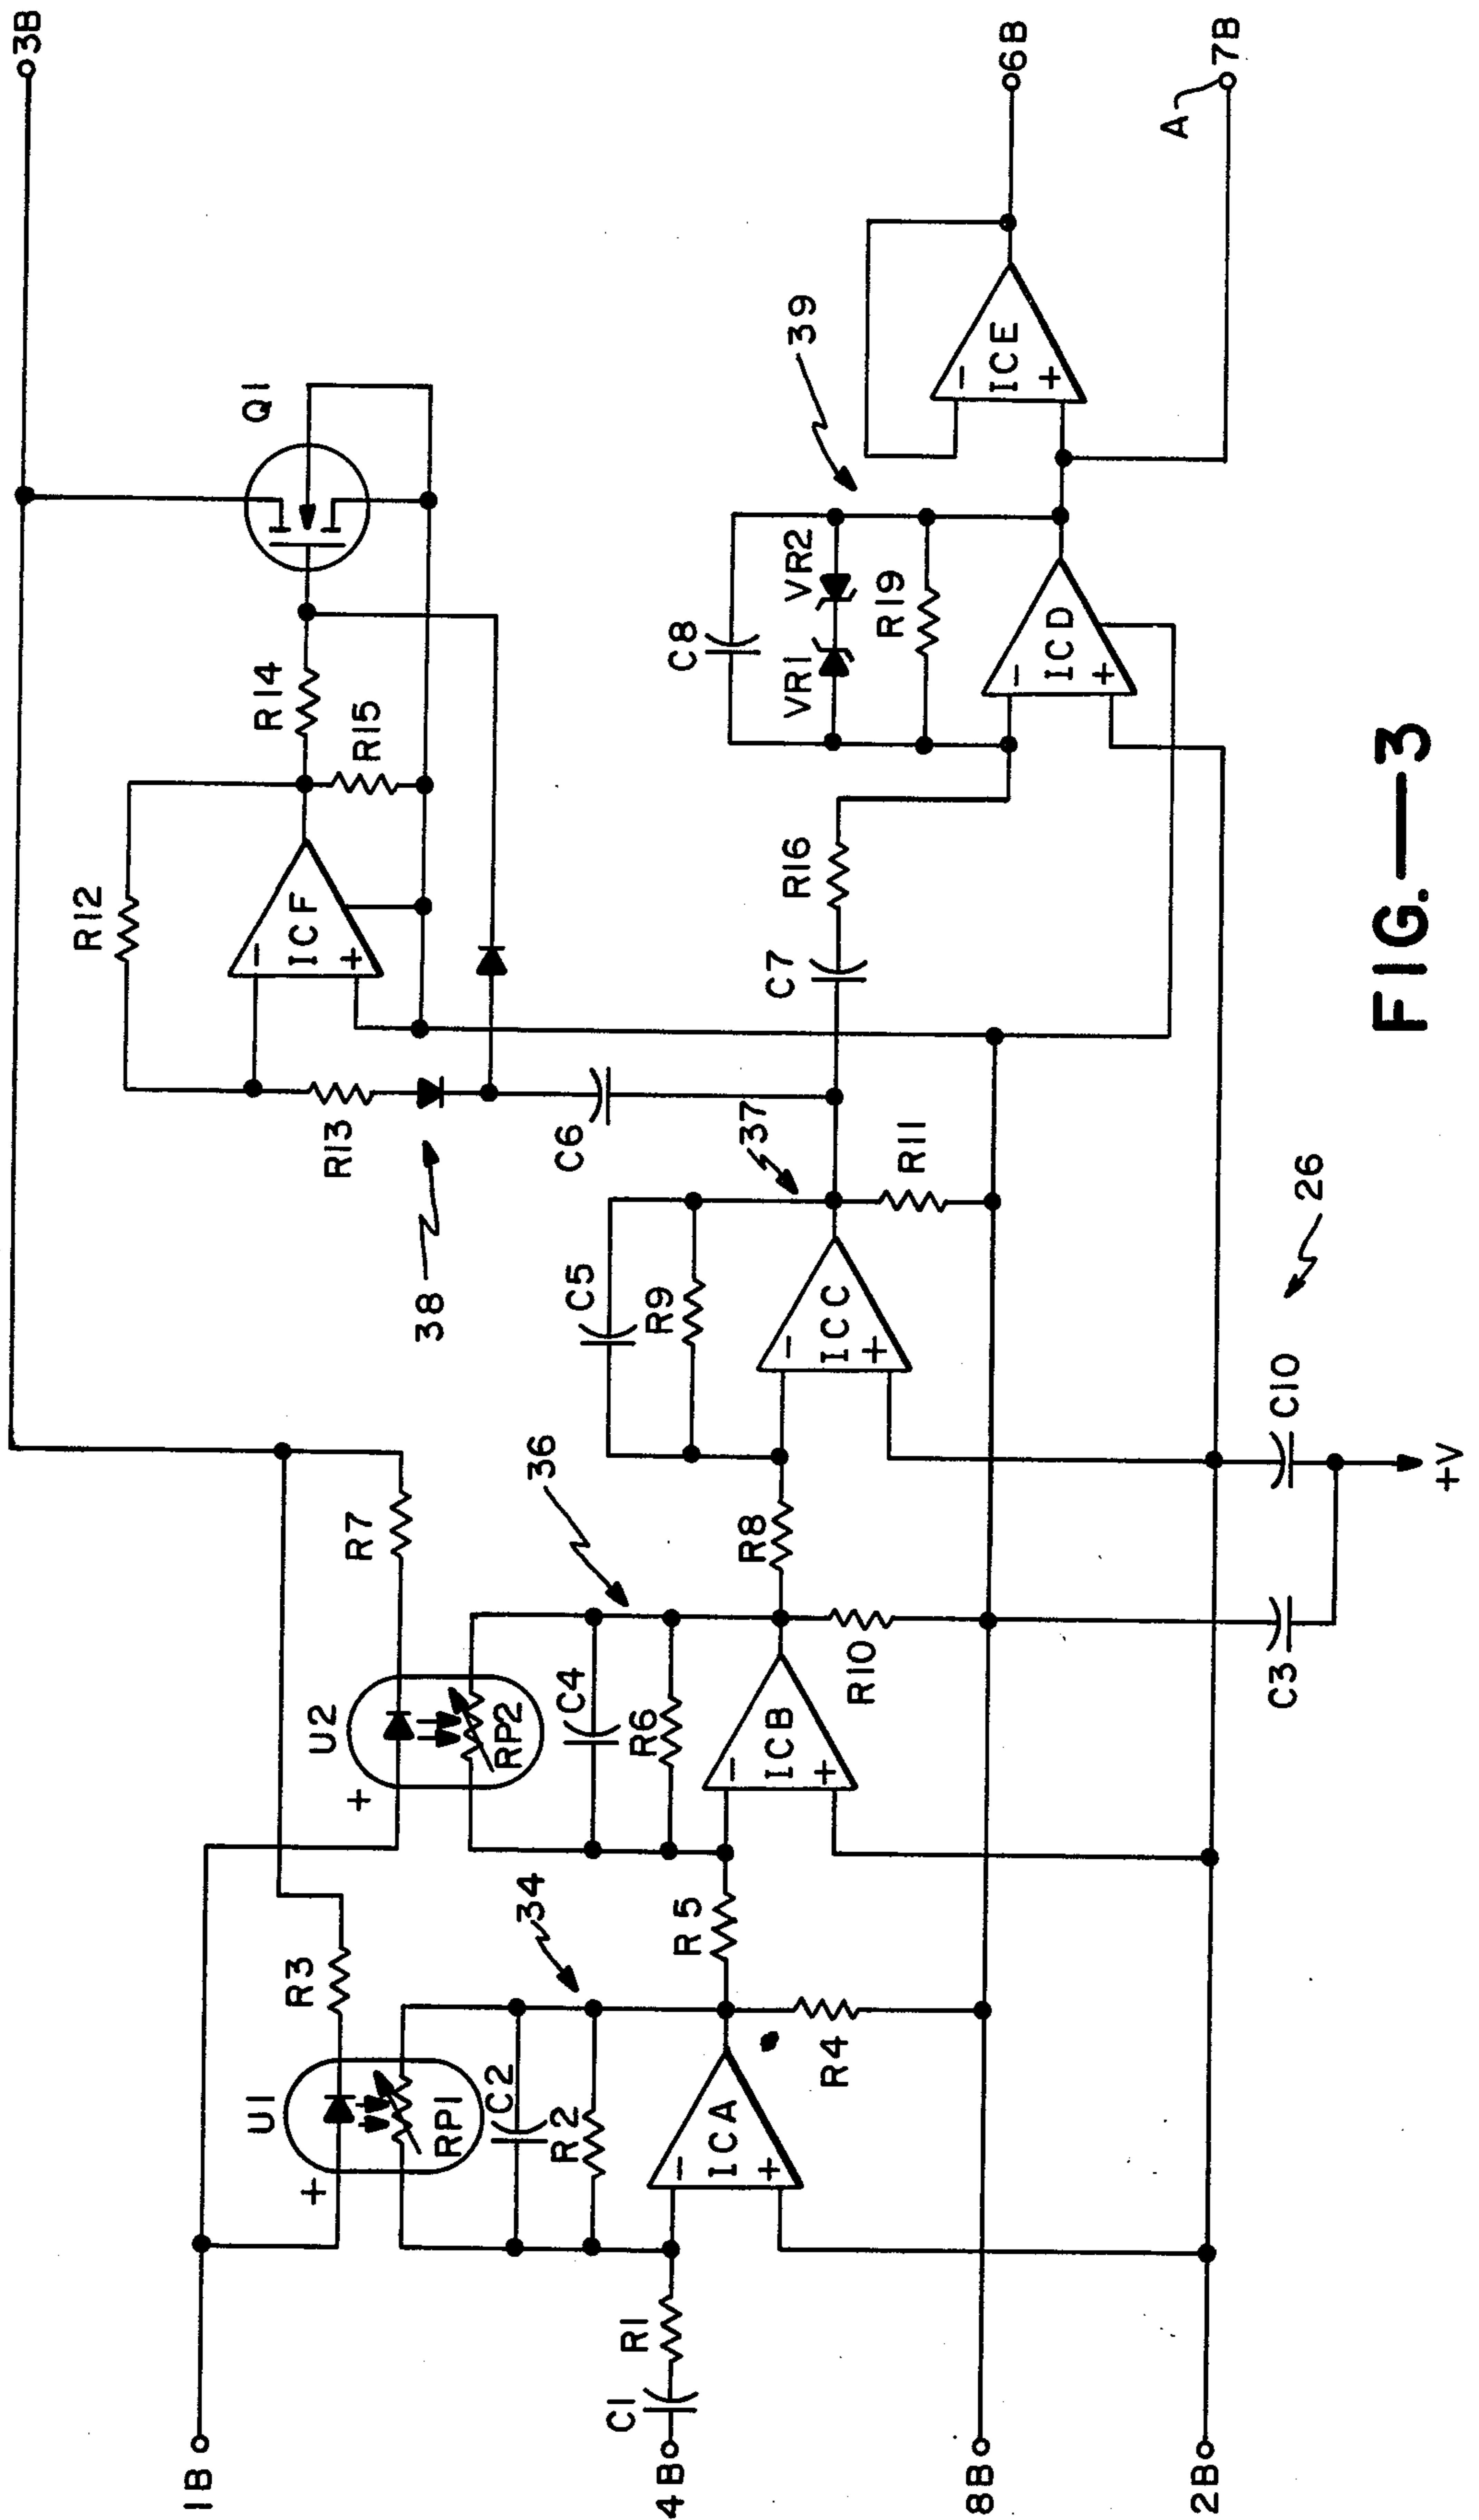 3B
Q1
R12
R14
R15
ICF
−
+
R13
38
C6
1B
U1
+
RP1
R3
U2
+
RP2
R7
C2
R2
34
C4
R6
36
C5
R9
37
C7
R16
C8
VR1
VR2
R19
39
4B
C1
R1
−
ICA
+
R4
R5
−
ICB
+
R10
R8
−
ICC
+
R11
−
ICD
+
−
ICE
+
6B
A
7B
8B
2B
C3
C10
+V
26
FIG.—3